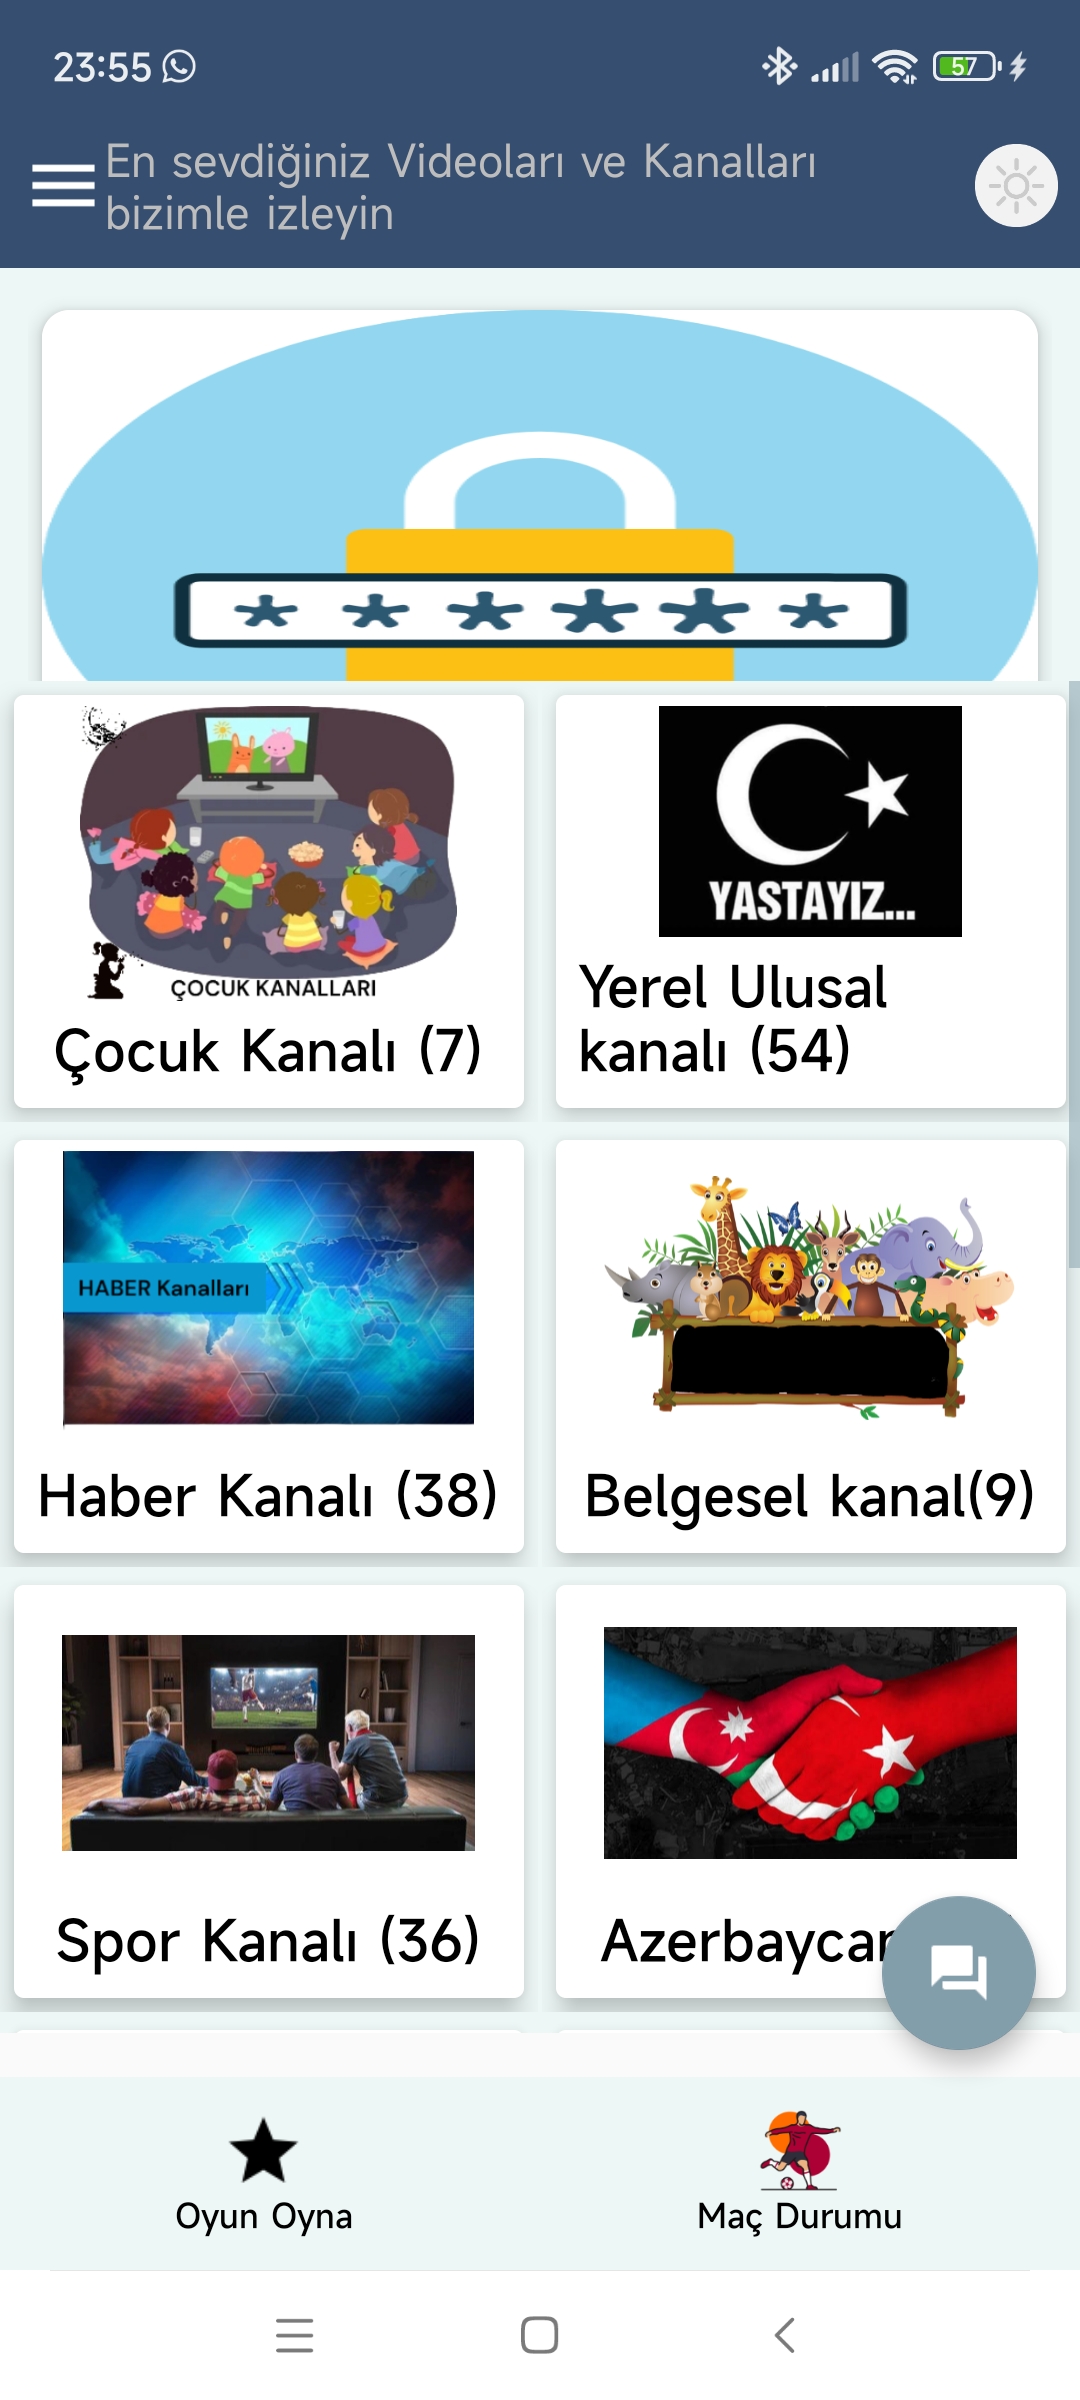 23:55
57
En sevdiğiniz Videoları ve Kanalları
bizimle izleyin
* * * * * *
ÇOCUK KANALLARI
Çocuk Kanalı (7)
YASTAYIZ...
Yerel Ulusal
kanalı (54)
HABER Kanalları
Haber Kanalı (38)
Belgesel kanal(9)
Spor Kanalı (36)
Oyun Oyna
Maç Durumu